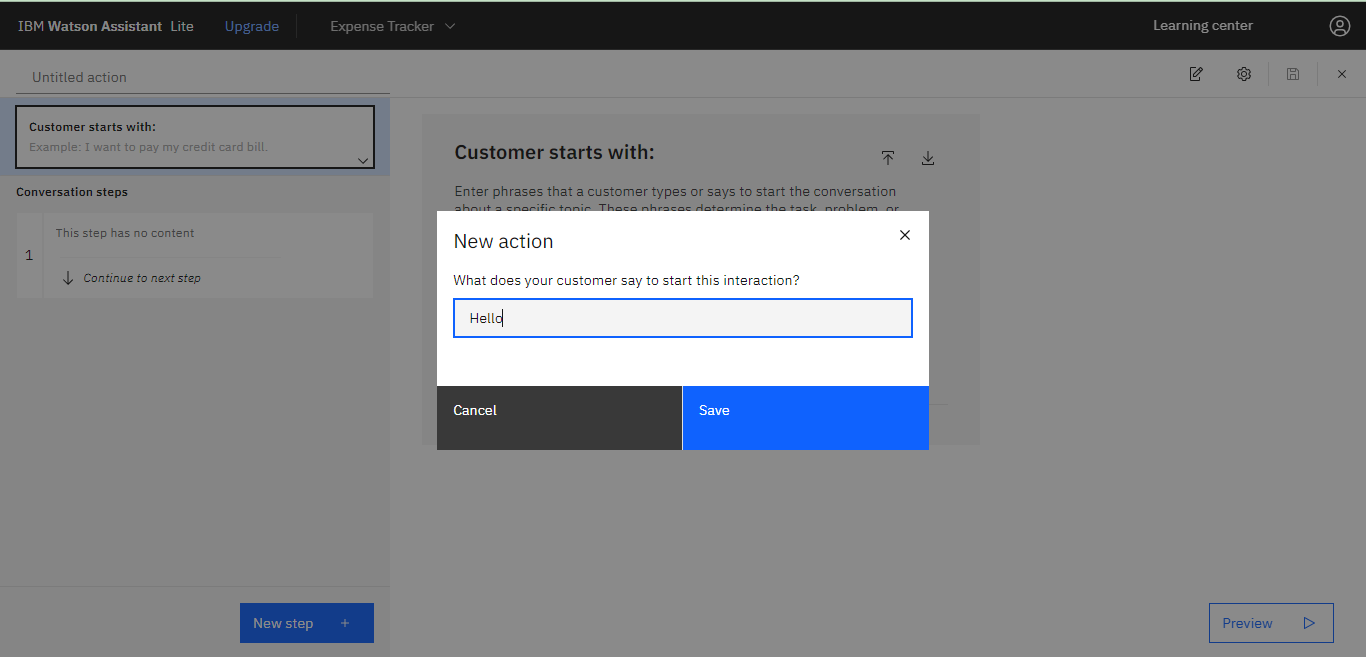 IBM Watson Assistant Lite Upgrade Expense Tracker Learning center
Untitled action
Customer starts with:
Example: I want to pay my credit card bill.
Conversation steps
1
This step has no content
Continue to next step
New step +
Customer starts with:
Enter phrases that a customer types or says to start the conversation
about a specific topic. These phrases determine the task, problem, or
New action
What does your customer say to start this interaction?
Hello
Cancel
Save
Preview